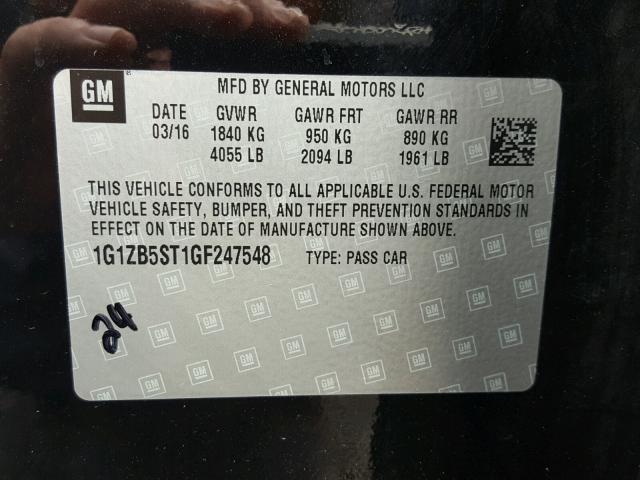 GM MFD BY GENERAL MOTORS LLC
DATE GVWR GAWR FRT GAWR RR
03/16 1840 KG 950 KG 890 KG
4055 LB 2094 LB 1961 LB
THIS VEHICLE CONFORMS TO ALL APPLICABLE U.S. FEDERAL MOTOR
VEHICLE SAFETY, BUMPER, AND THEFT PREVENTION STANDARDS IN
EFFECT ON THE DATE OF MANUFACTURE SHOWN ABOVE.
1G1ZB5ST1GF247548 TYPE: PASS CAR
24